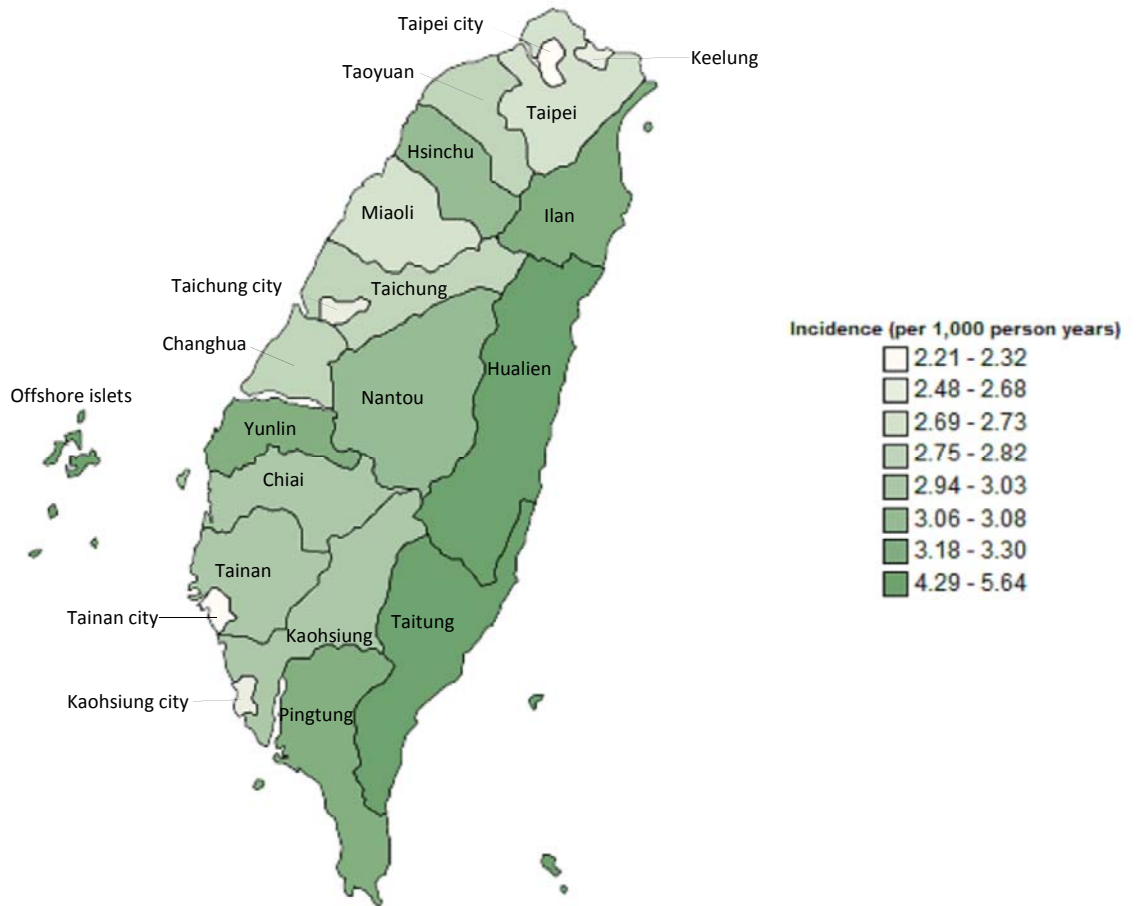 Taipei city
Keelung
Taoyuan
Taipei
Hsinchu
Ilan
Miaoli
Taichung city
Taichung
Changhua
Hualien
Nantou
Offshore islets
Yunlin
Chiai
Tainan
Tainan city
Taitung
Kaohsiung
Kaohsiung city
Pingtung
Incidence (per 1,000 person years)
2.21 - 2.32
2.48 - 2.68
2.69 - 2.73
2.75 - 2.82
2.94 - 3.03
3.06 - 3.08
3.18 - 3.30
4.29 - 5.64